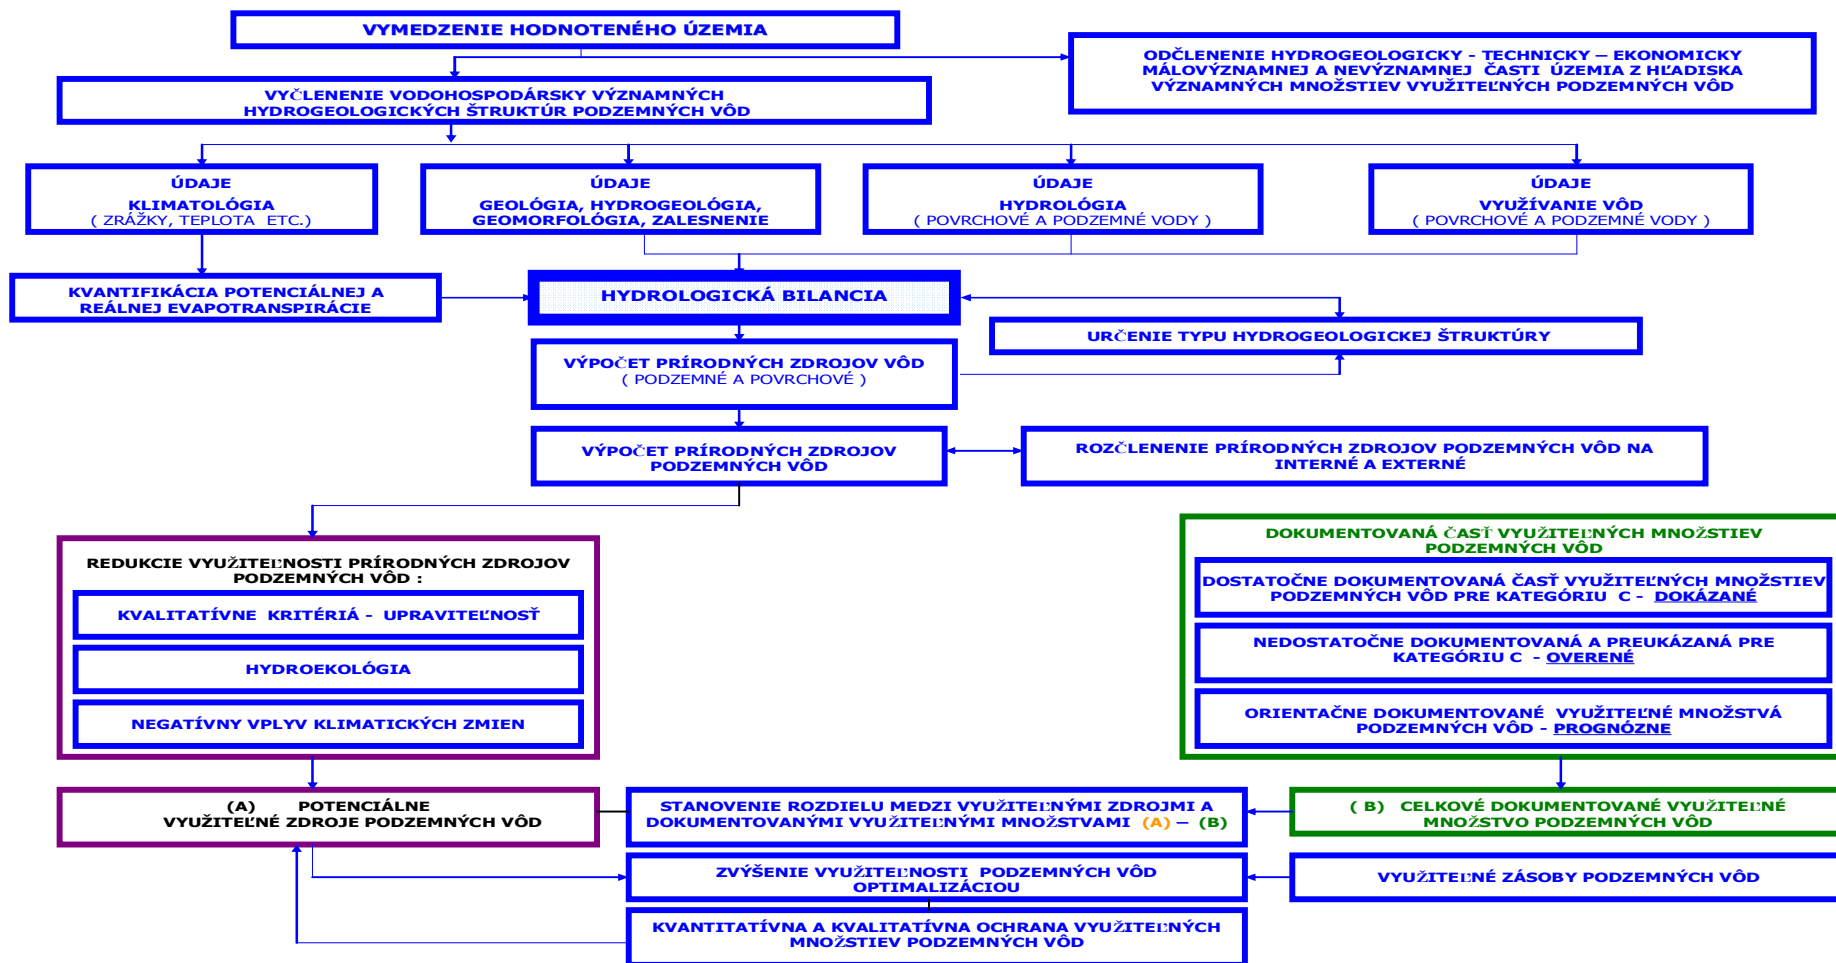 VYMEDZENIE HODNOTENÉHO ÚZEMIA
ODČLENENIE HYDROGEOLOGICKY - TECHNICKY – EKONOMICKY
MÁLOVÝZNAMNEJ A NEVÝZNAMNEJ ČASTI ÚZEMIA Z HĽADISKA
VÝZNAMNÝCH MNOŽSTIEV VYUŽITEĽNÝCH PODZEMNÝCH VÔD
VYČLENENIE VODOHOSPODÁRSKY VÝZNAMNÝCH
HYDROGEOLOGICKÝCH ŠTRUKTÚR PODZEMNÝCH VÔD
ÚDAJE
KLIMATOLÓGIA
( ZRÁŽKY, TEPLOTA ETC.)
ÚDAJE
GEOLÓGIA, HYDROGEOLÓGIA,
GEOMORFOLÓGIA, ZALESNENIE
ÚDAJE
HYDROLÓGIA
( POVRCHOVÉ A PODZEMNÉ VODY )
ÚDAJE
VYUŽÍVANIE VÔD
( POVRCHOVÉ A PODZEMNÉ VODY )
KVANTIFIKÁCIA POTENCIÁLNEJ A
REÁLNEJ EVAPOTRANSPIRÁCIE
HYDROLOGICKÁ BILANCIA
URČENIE TYPU HYDROGEOLOGICKEJ ŠTRUKTÚRY
VÝPOČET PRÍRODNÝCH ZDROJOV VÔD
( PODZEMNÉ A POVRCHOVÉ )
VÝPOČET PRÍRODNÝCH ZDROJOV
PODZEMNÝCH VÔD
ROZČLENENIE PRÍRODNÝCH ZDROJOV PODZEMNÝCH VÔD NA
INTERNÉ A EXTERNÉ
REDUKCIE VYUŽITEĽNOSTI PRÍRODNÝCH ZDROJOV
PODZEMNÝCH VÔD :
KVALITATÍVNE KRITÉRIÁ - UPRAVITEĽNOSŤ
HYDROEKOLÓGIA
NEGATÍVNY VPLYV KLIMATICKÝCH ZMIEN
DOKUMENTOVANÁ ČASŤ VYUŽITEĽNÝCH MNOŽSTIEV
PODZEMNÝCH VÔD
DOSTATOČNE DOKUMENTOVANÁ ČASŤ VYUŽITEĽNÝCH MNOŽSTIEV
PODZEMNÝCH VÔD PRE KATEGÓRIU C - DOKÁZANÉ
NEDOSTATOČNE DOKUMENTOVANÁ A PREUKÁZANÁ PRE
KATEGÓRIU C - OVERENÉ
ORIENTAČNE DOKUMENTOVANÉ VYUŽITEĽNÉ MNOŽSTVÁ
PODZEMNÝCH VÔD - PROGNÓZNE
(A) POTENCIÁLNE
VYUŽITEĽNÉ ZDROJE PODZEMNÝCH VÔD
STANOVENIE ROZDIELU MEDZI VYUŽITEĽNÝMI ZDROJMI A
DOKUMENTOVANÝMI VYUŽITEĽNÝMI MNOŽSTVAMI (A) – (B)
( B) CELKOVÉ DOKUMENTOVANÉ VYUŽITEĽNÉ
MNOŽSTVO PODZEMNÝCH VÔD
ZVÝŠENIE VYUŽITEĽNOSTI PODZEMNÝCH VÔD
OPTIMALIZÁCIOU
VYUŽITEĽNÉ ZÁSOBY PODZEMNÝCH VÔD
KVANTITATÍVNA A KVALITATÍVNA OCHRANA VYUŽITEĽNÝCH
MNOŽSTIEV PODZEMNÝCH VÔD